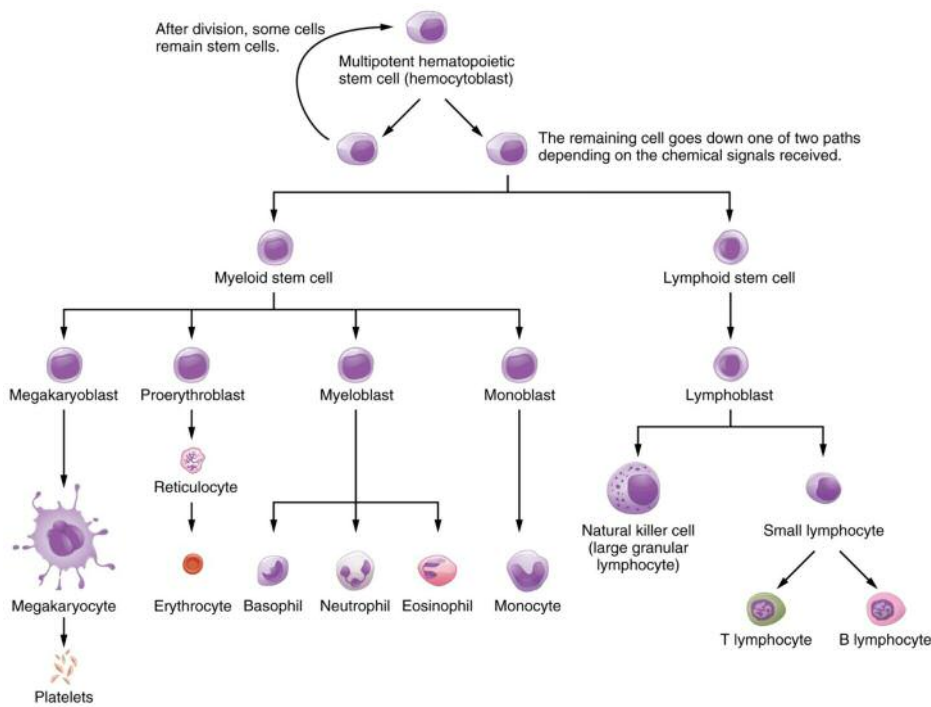 After division, some cells
remain stem cells.
Multipotent hematopoietic
stem cell (hemocytoblast)
The remaining cell goes down one of two paths
depending on the chemical signals received.
Myeloid stem cell
Lymphoid stem cell
Megakaryoblast
Proerythroblast
Myeloblast
Monoblast
Lymphoblast
Reticulocyte
Natural killer cell
(large granular
lymphocyte)
Small lymphocyte
Megakaryocyte
Erythrocyte
Basophil
Neutrophil
Eosinophil
Monocyte
T lymphocyte
B lymphocyte
Platelets